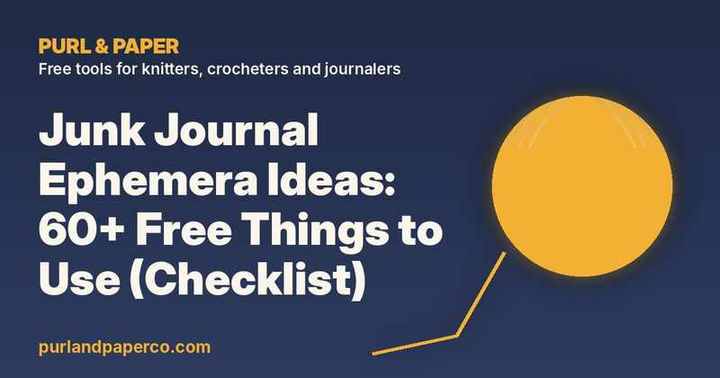 PURL & PAPER
Free tools for knitters, crocheters and journalers
Junk Journal
Ephemera Ideas:
60+ Free Things to
Use (Checklist)
purlandpaperco.com